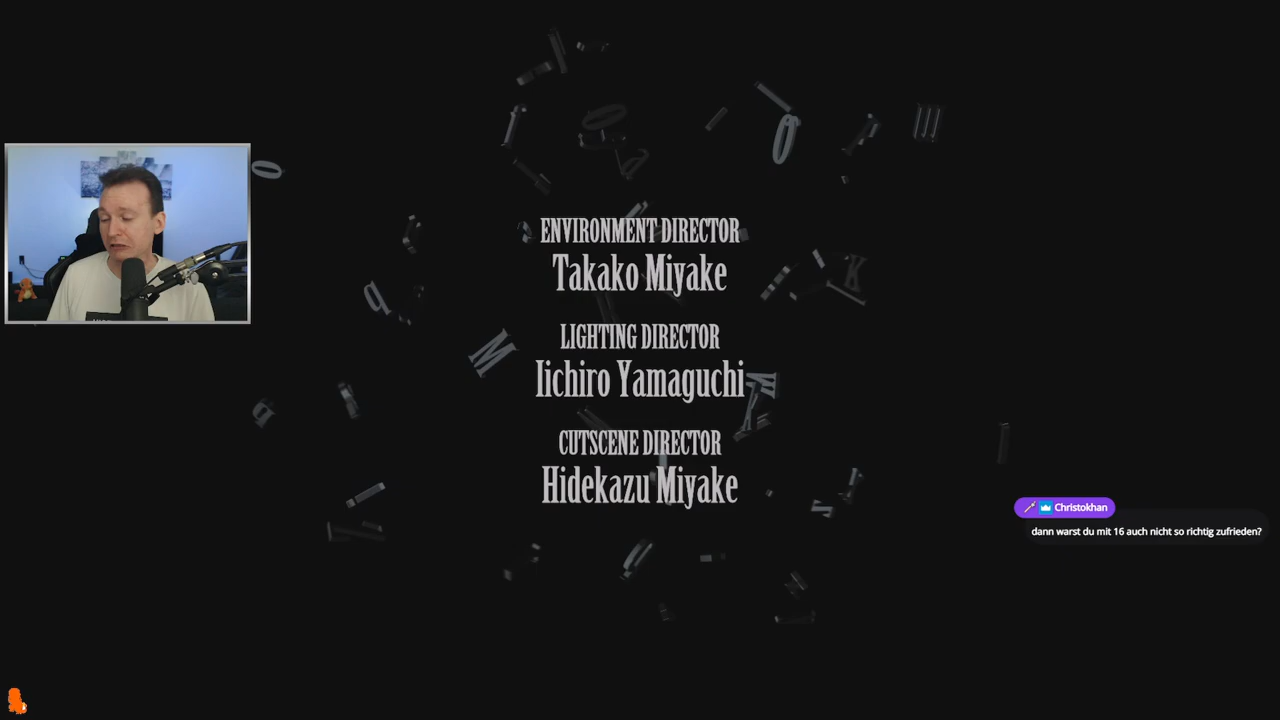 ENVIRONMENT DIRECTOR
Takako Miyake
LIGHTING DIRECTOR
Iichiro Yamaguchi
CUTSCENE DIRECTOR
Hidekazu Miyake
Christokhan
dann warst du mit 16 auch nicht so richtig zufrieden?